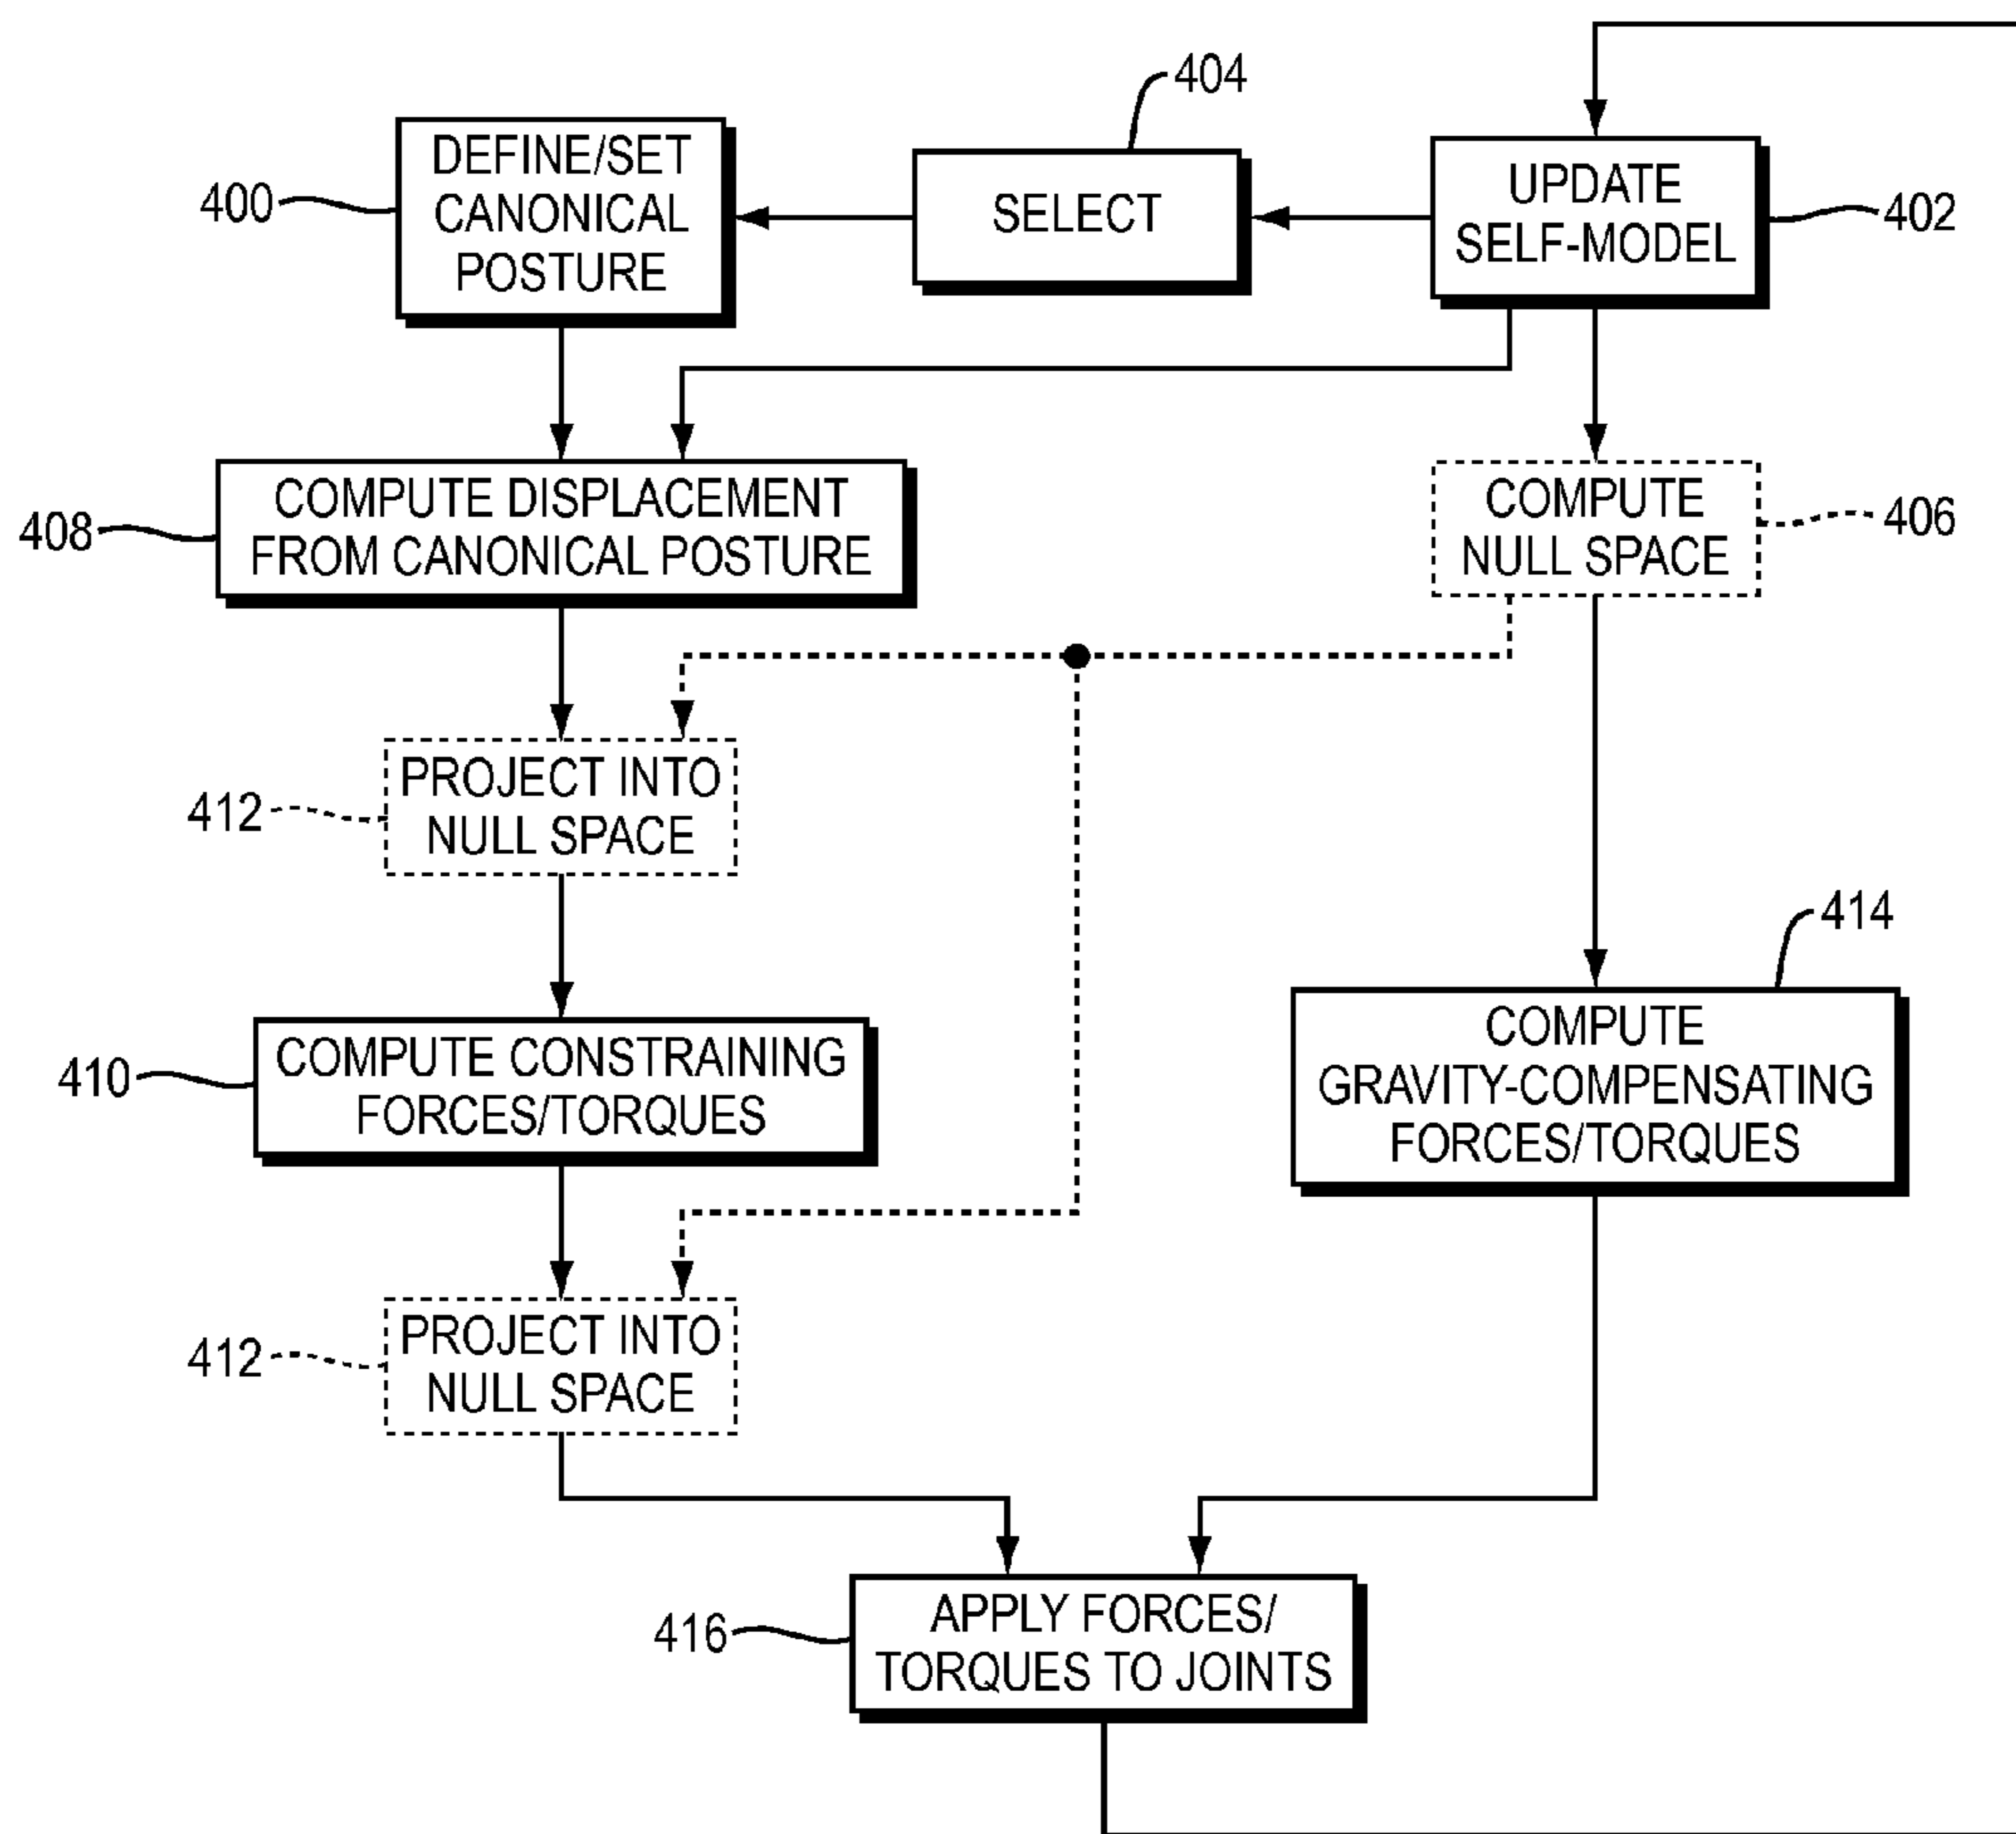 404
DEFINE/SET
CANONICAL
POSTURE
400
SELECT
UPDATE
SELF-MODEL
402
COMPUTE DISPLACEMENT
FROM CANONICAL POSTURE
408
COMPUTE
NULL SPACE
406
PROJECT INTO
NULL SPACE
412
414
COMPUTE CONSTRAINING
FORCES/TORQUES
410
COMPUTE
GRAVITY-COMPENSATING
FORCES/TORQUES
PROJECT INTO
NULL SPACE
412
APPLY FORCES/
TORQUES TO JOINTS
416